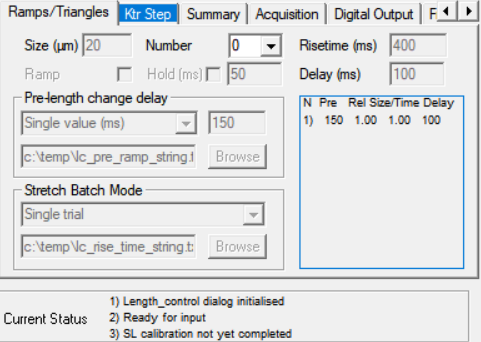 Ramps/Triangles Ktr Step Summary Acquisition Digital Output F
Size (µm) 20 Number 0 Risetime (ms) 400
Ramp Hold (ms) 50 Delay (ms) 100
Pre-length change delay
Single value (ms) 150
c:\temp\lc_pre_ramp_string.t
Browse
N Pre Rel Size/Time Delay
1) 150 1.00 1.00 100
Stretch Batch Mode
Single trial
c:\temp\lc_rise_time_string.t
Browse
Current Status
1) Length_control dialog initialised
2) Ready for input
3) SL calibration not yet completed